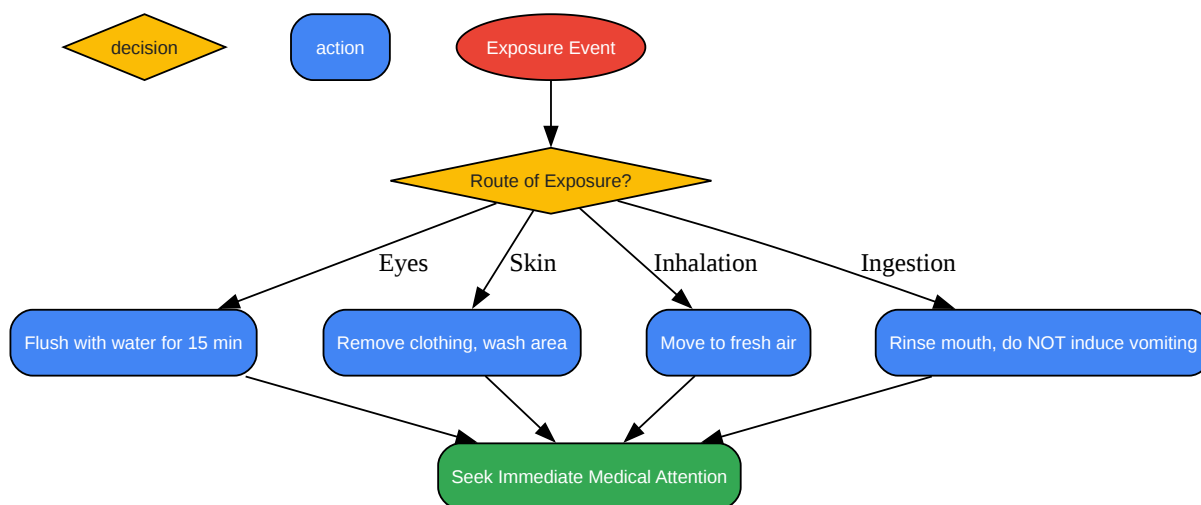 decision
action
Exposure Event
Route of Exposure?
Eyes
Skin
Inhalation
Ingestion
Flush with water for 15 min
Remove clothing, wash area
Move to fresh air
Rinse mouth, do NOT induce vomiting
Seek Immediate Medical Attention